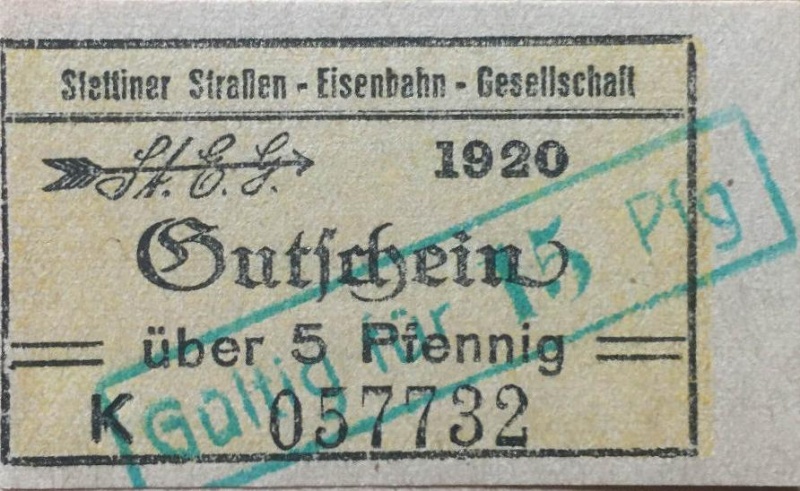 Stettiner Straßen - Eisenbahn - Gesellschaft
St. E. G. 1920
Gutschein
über 5 Pfennig
K 057732
Gültig für 15 Pfg